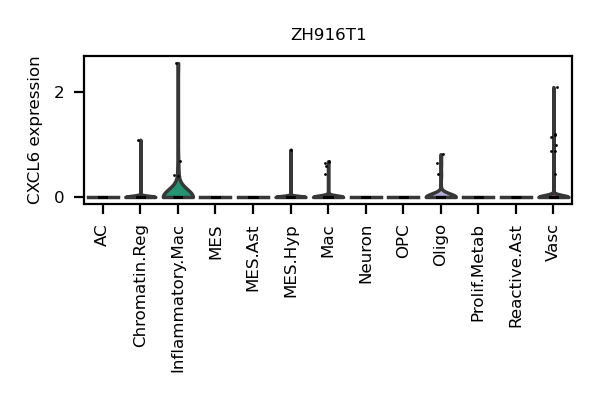 ZH916T1
CXCL6 expression
2
0
AC
Chromatin.Reg
Inflammatory.Mac
MES
MES.Ast
MES.Hyp
Mac
Neuron
OPC
Oligo
Prolif.Metab
Reactive.Ast
Vasc